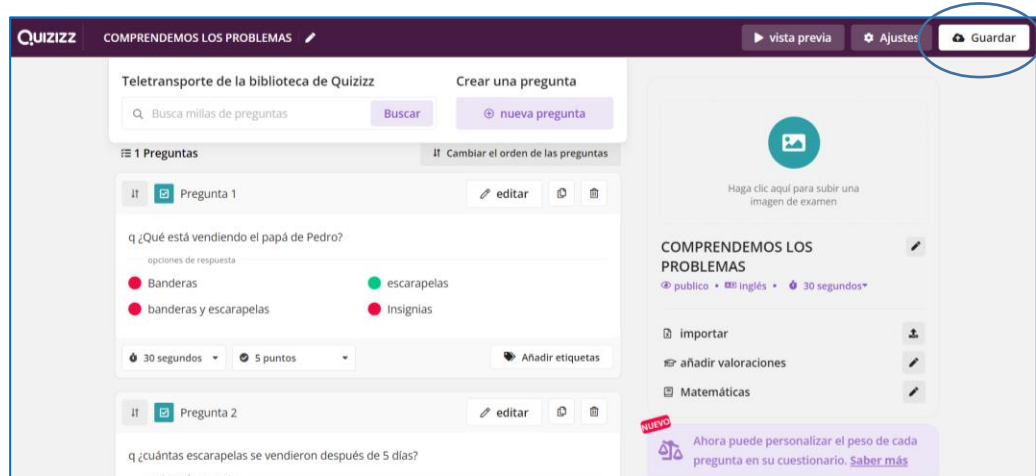 QUIZIZZ COMPRENDEMOS LOS PROBLEMAS vista previa Ajustes Guardar
Teletransporte de la biblioteca de Quizizz
Busca millas de preguntas Buscar
Crear una pregunta
nueva pregunta
1 Preguntas Cambiar el orden de las preguntas
Pregunta 1 editar
q ¿Qué está vendiendo el papá de Pedro?
opciones de respuesta
Banderas escarapelas
banderas y escarapelas Insignias
30 segundos 5 puntos Añadir etiquetas
Pregunta 2 editar
q ¿cuántas escarapelas se vendieron después de 5 días?
Haga clic aquí para subir una
imagen de examen
COMPRENDEMOS LOS
PROBLEMAS
publico • inglés • 30 segundos
importar
añadir valoraciones
Matemáticas
NUEVO
Ahora puede personalizar el peso de cada
pregunta en su cuestionario. Saber más